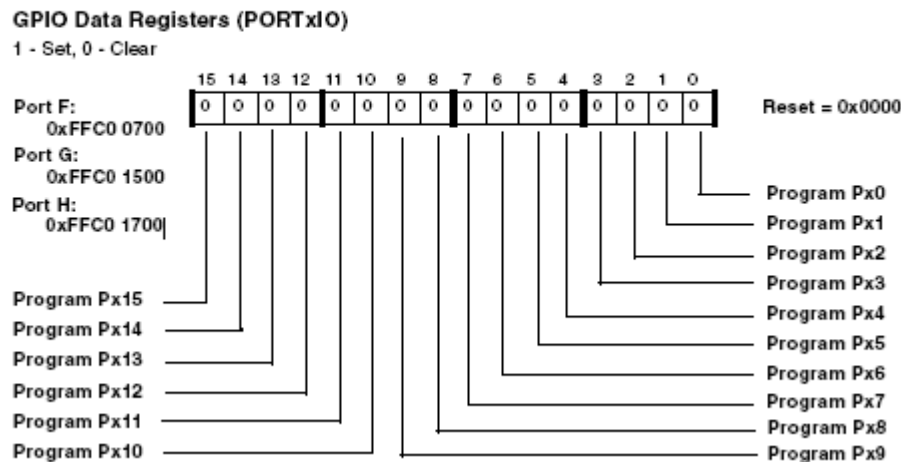 GPIO Data Registers (PORTxIO)
1 - Set, 0 - Clear
15 14 13 12 11 10 9 8 7 6 5 4 3 2 1 0
0 0 0 0 0 0 0 0 0 0 0 0 0 0 0 0
Reset = 0x0000
Port F:
0xFFC0 0700
Port G:
0xFFC0 1500
Port H:
0xFFC0 1700
Program Px0
Program Px1
Program Px2
Program Px3
Program Px4
Program Px5
Program Px6
Program Px7
Program Px8
Program Px9
Program Px15
Program Px14
Program Px13
Program Px12
Program Px11
Program Px10